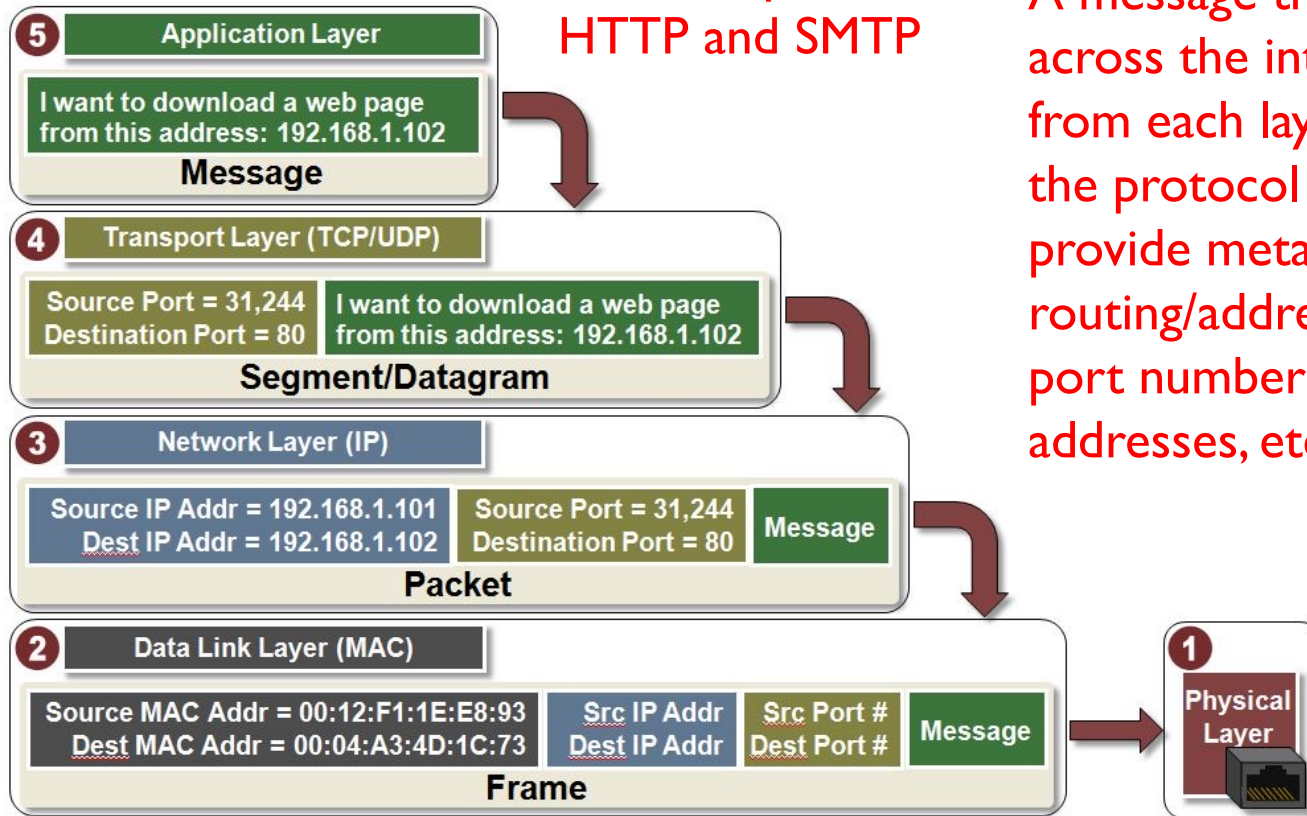 HTTP and SMTP
A message
across the
from each
the protocol
provide
port number
addresses,
5
Application Layer
I want to download a web page
from this address: 192.168.1.102
Message
4
Transport Layer (TCP/UDP)
Source Port = 31,244
Destination Port = 80
I want to download a web page
from this address: 192.168.1.102
Segment/Datagram
3
Network Layer (IP)
Source IP Addr = 192.168.1.101
Dest IP Addr = 192.168.1.102
Source Port = 31,244
Destination Port = 80
Message
Packet
2
Data Link Layer (MAC)
Source MAC Addr = 00:12:F1:1E:E8:93
Dest MAC Addr = 00:04:A3:4D:1C:73
Src IP Addr
Dest IP Addr
Src Port #
Dest Port #
Message
Frame
1
Physical
Layer